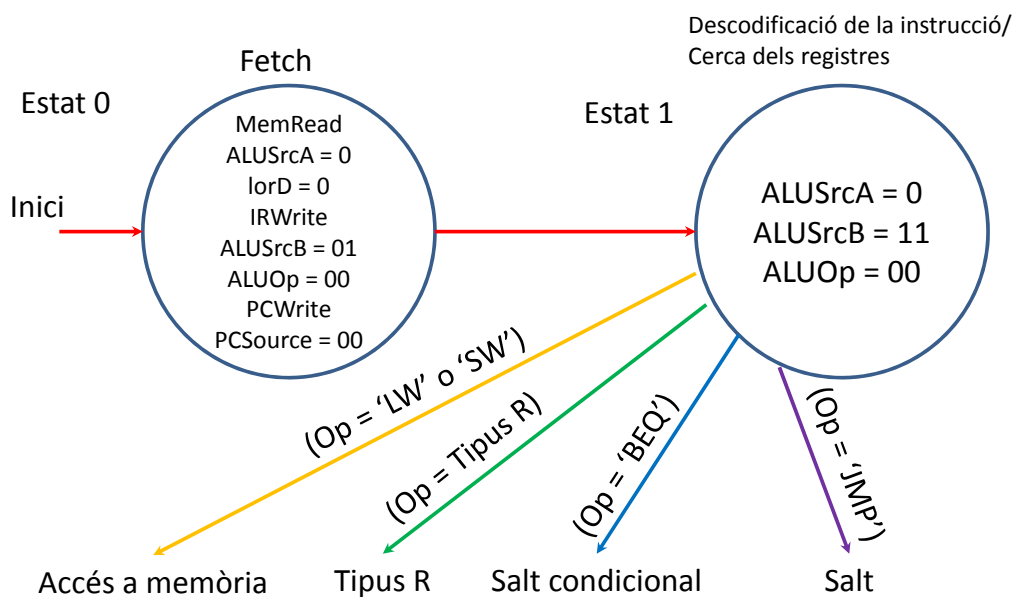 Descodificació de la instrucció/
Cerca dels registres
Fetch
Estat 0
Estat 1
MemRead
ALUSrcA = 0
IorD = 0
IRWrite
ALUSrcB = 01
ALUOp = 00
PCWrite
PCSource = 00
Inici
ALUSrcA = 0
ALUSrcB = 11
ALUOp = 00
(Op = ‘LW’ o ‘SW’)
(Op = Tipus R)
(Op = ‘BEQ’)
(Op = ‘JMP’)
Accés a memòria
Tipus R
Salt condicional
Salt